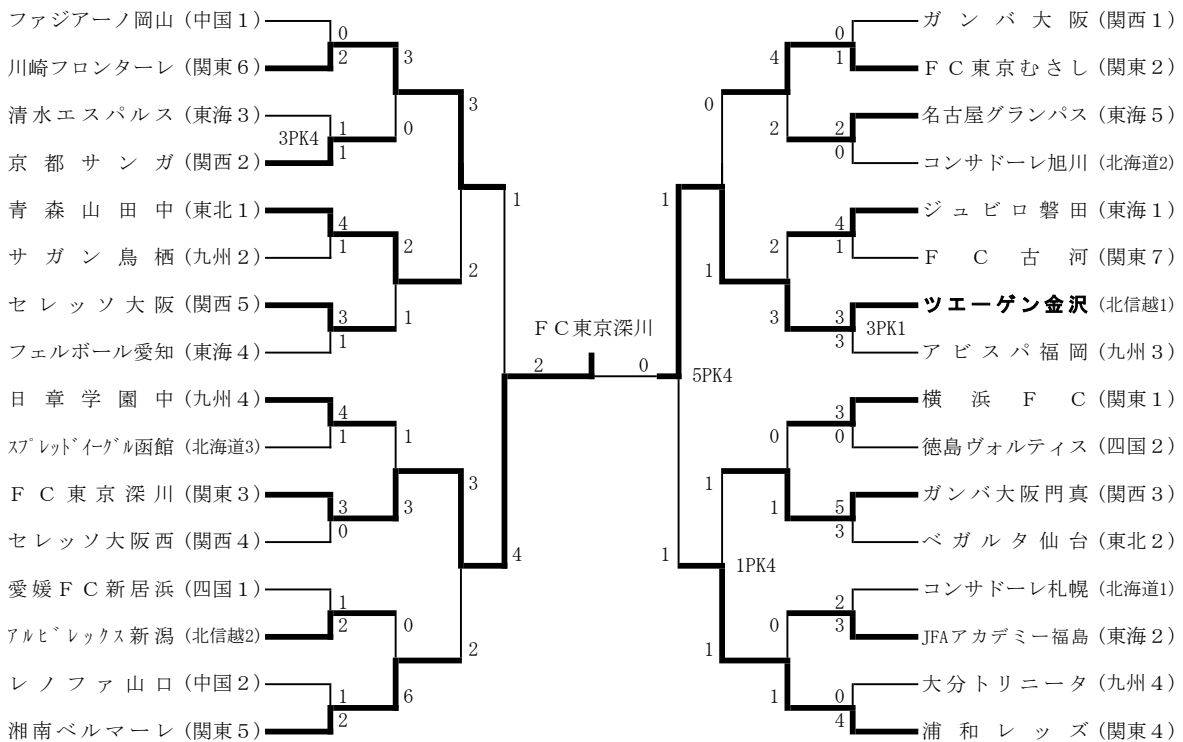 ファジアーノ岡山 (中国１)
川崎フロンターレ (関東６)
清水エスパルス (東海３)
京都サンガ (関西２)
青森山田中 (東北１)
サガン鳥栖 (九州２)
セレッソ大阪 (関西５)
フェルボール愛知 (東海４)
日章学園中 (九州４)
ｽﾌﾟﾚｯﾄﾞｲｰｸﾞﾙ函館 (北海道3)
ＦＣ東京深川 (関東３)
セレッソ大阪西 (関西４)
愛媛ＦＣ新居浜 (四国１)
ｱﾙﾋﾞﾚｯｸｽ新潟 (北信越2)
レノファ山口 (中国２)
湘南ベルマーレ (関東５)
0
2
3PK4
1
1
4
1
3
1
4
1
3
0
1
2
1
2
3
0
2
1
1
3
0
6
3
2
3
2
1
4
ＦＣ東京深川
2
0
5PK4
1
1
0
1
1
1PK4
1
4
2
2
3
0
1
0
1
0
1
2
0
4
1
3
3PK1
3
3
0
5
3
2
3
0
4
ガンバ大阪 (関西１)
ＦＣ東京むさし (関東２)
名古屋グランパス (東海５)
コンサドーレ旭川 (北海道2)
ジュビロ磐田 (東海１)
ＦＣ古河 (関東７)
ツエーゲン金沢 (北信越1)
アビスパ福岡 (九州３)
横浜ＦＣ (関東１)
徳島ヴォルティス (四国２)
ガンバ大阪門真 (関西３)
ベガルタ仙台 (東北２)
コンサドーレ札幌 (北海道1)
JFAアカデミー福島 (東海２)
大分トリニータ (九州４)
浦和レッズ (関東４)